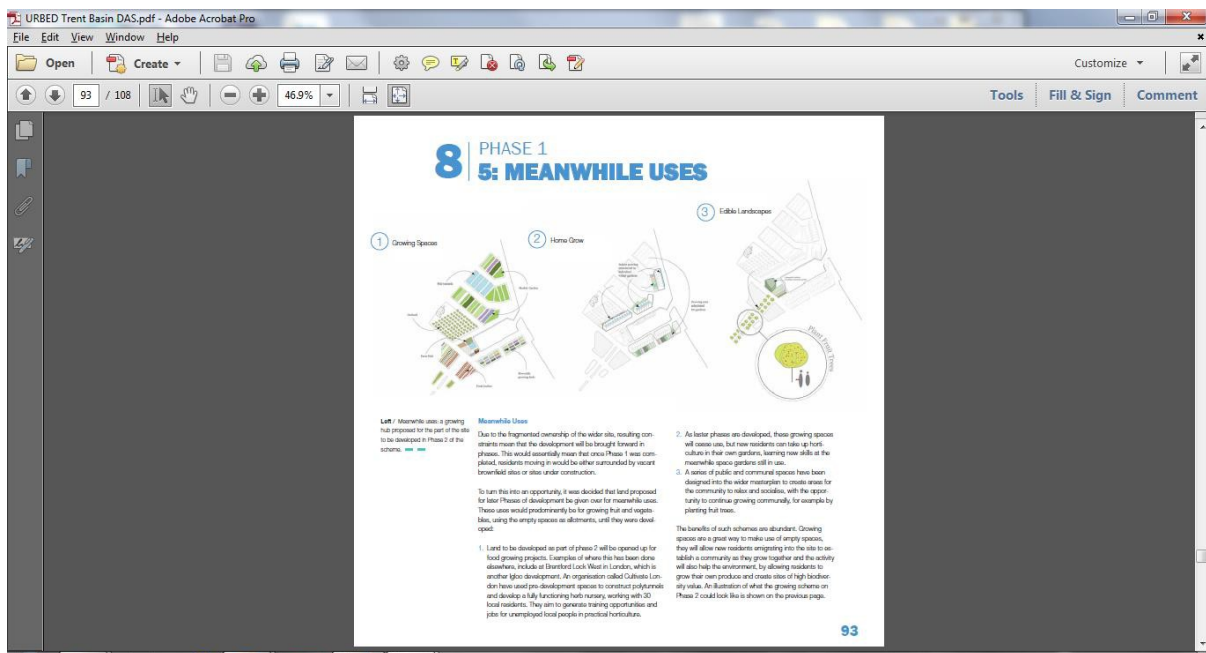 URBED Trent Basin DAS.pdf - Adobe Acrobat Pro
File Edit View Window Help
Open Create Customize
93 / 108 46.9% Tools Fill & Sign Comment
8 PHASE 1
5: MEANWHILE USES
3 Edible Landscapes
1 Growing Spaces
2 Home Grow
Plant Fruit Trees
Left / Meanwhile uses: a growing
hub proposed for the part of the site
to be developed in Phase 2 of the
scheme.
Meanwhile Uses
Due to the fragmented ownership of the wider site, resulting con-
straints mean that the development will be brought forward in
phases. This would essentially mean that once Phase 1 was com-
pleted, residents moving in would be either surrounded by vacant
brownfield sites or sites under construction.
To turn this into an opportunity, it was decided that land proposed
for later Phases of development be given over for meanwhile uses.
These uses would predominently be for growing fruit and vegeta-
bles, using the empty spaces as allotments, until they were devel-
oped:
1. Land to be developed as part of phase 2 will be opened up for
food growing projects. Examples of where this has been done
elsewhere, include at Brentford Lock West in London, which is
another Igloo development. An organisation called Cultivate Lon-
don have used pre-development spaces to construct polytunnels
and develop a fully functioning herb nursery, working with 30
local residents. They aim to generate training opportunities and
jobs for unemployed local people in practical horticulture.
2. As laster phases are developed, these growing spaces
will cease use, but new residents can take up horti-
culture in their own gardens, learning new skills at the
meanwhile space gardens still in use.
3. A series of public and communal spaces have been
designed into the wider masterplan to create areas for
the community to relax and socialise, with the oppor-
tunity to continue growing communally, for example by
planting fruit trees.
The benefits of such schemes are abundant. Growing
spaces are a great way to make use of empty spaces,
they will allow new residents emigrating into the site to es-
tablish a community as they grow together and the activity
will also help the environment, by allowing residents to
grow their own produce and create sites of high biodiver-
sity value. An illustration of what the growing scheme on
Phase 2 could look like is shown on the previous page.
93